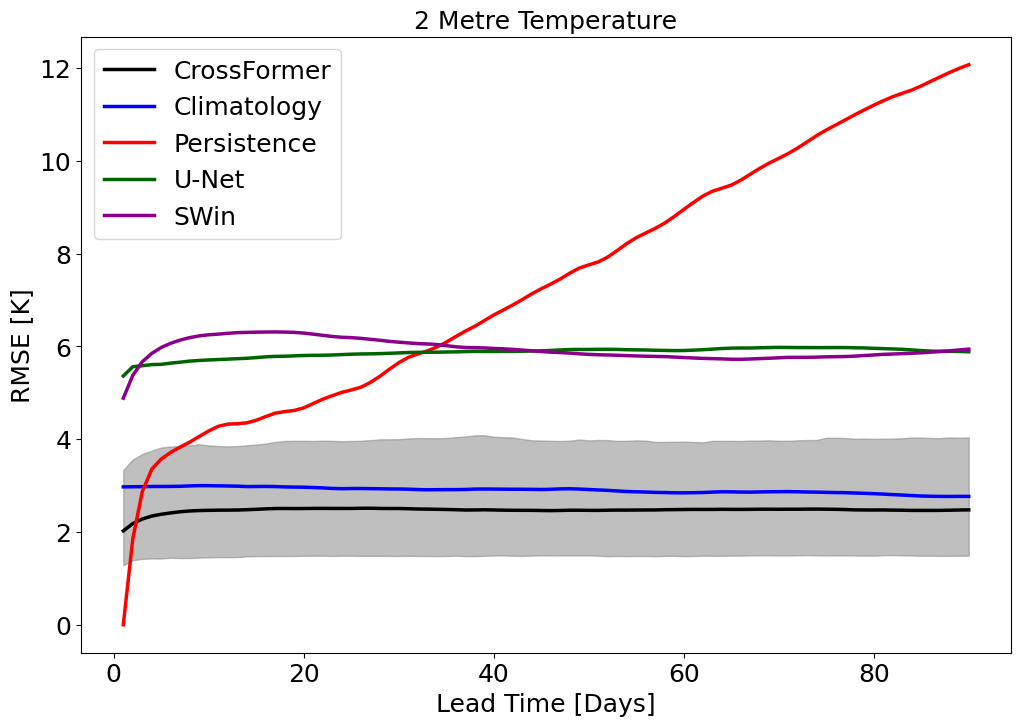 2 Metre Temperature
12
10
8
6
4
2
0
RMSE [K]
CrossFormer
Climatology
Persistence
U-Net
SWin
0 20 40 60 80
Lead Time [Days]